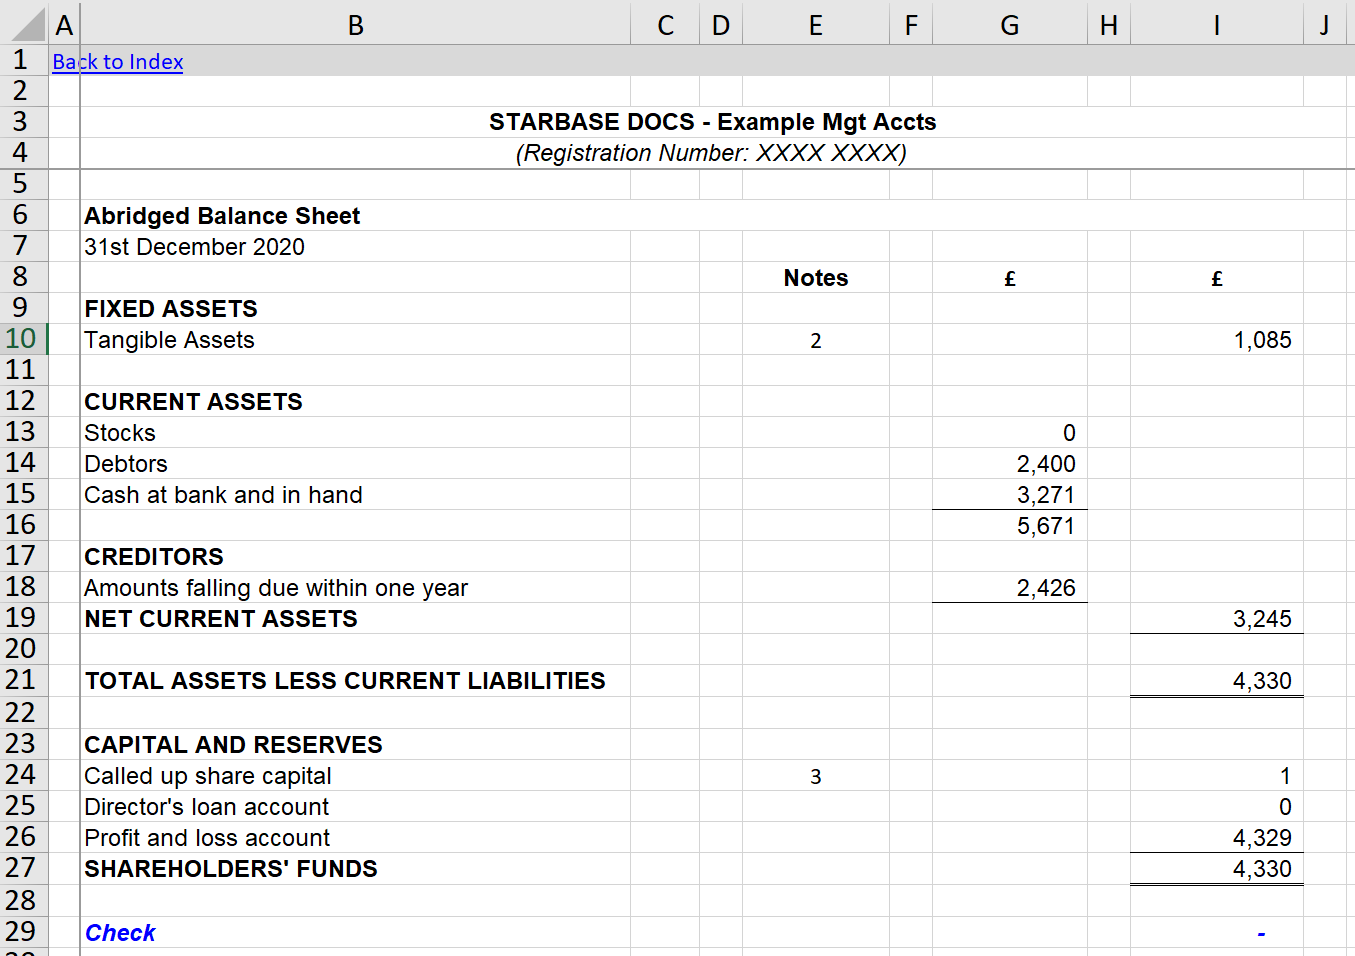 A B C D E F G H I J
1 Back to Index
2
3 STARBASE DOCS - Example Mgt Accts
4 (Registration Number: XXXX XXXX)
5
6 Abridged Balance Sheet
7 31st December 2020
8 Notes £ £
9 FIXED ASSETS
10 Tangible Assets 2 1,085
11
12 CURRENT ASSETS
13 Stocks 0
14 Debtors 2,400
15 Cash at bank and in hand 3,271
16 5,671
17 CREDITORS
18 Amounts falling due within one year 2,426
19 NET CURRENT ASSETS 3,245
20
21 TOTAL ASSETS LESS CURRENT LIABILITIES 4,330
22
23 CAPITAL AND RESERVES
24 Called up share capital 3 1
25 Director's loan account 0
26 Profit and loss account 4,329
27 SHAREHOLDERS' FUNDS 4,330
28
29 Check -